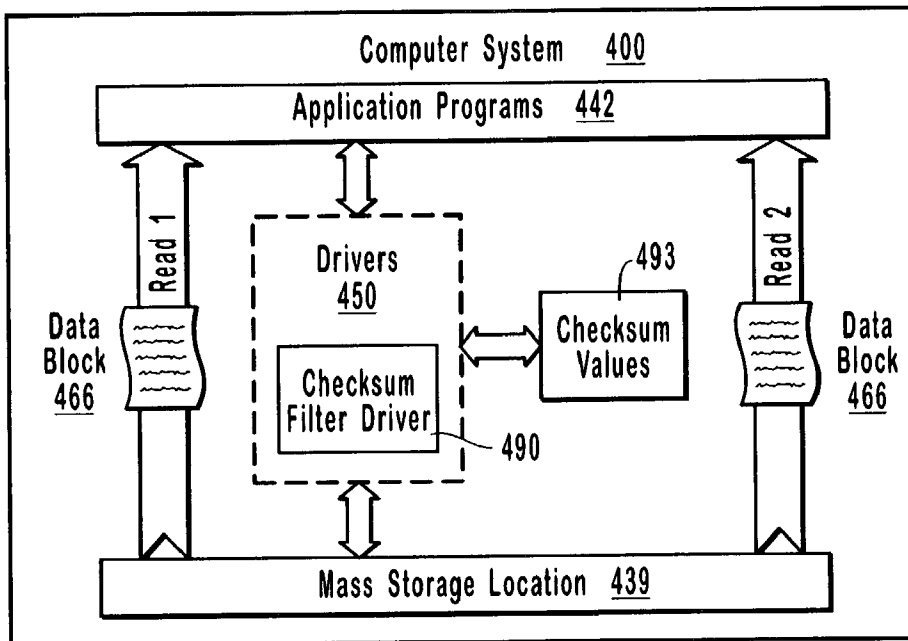 Computer System 400
Application Programs 442
Read 1
Read 2
Drivers
450
493
Checksum
Values
Data
Block
466
Data
Block
466
Checksum
Filter Driver
490
Mass Storage Location 439